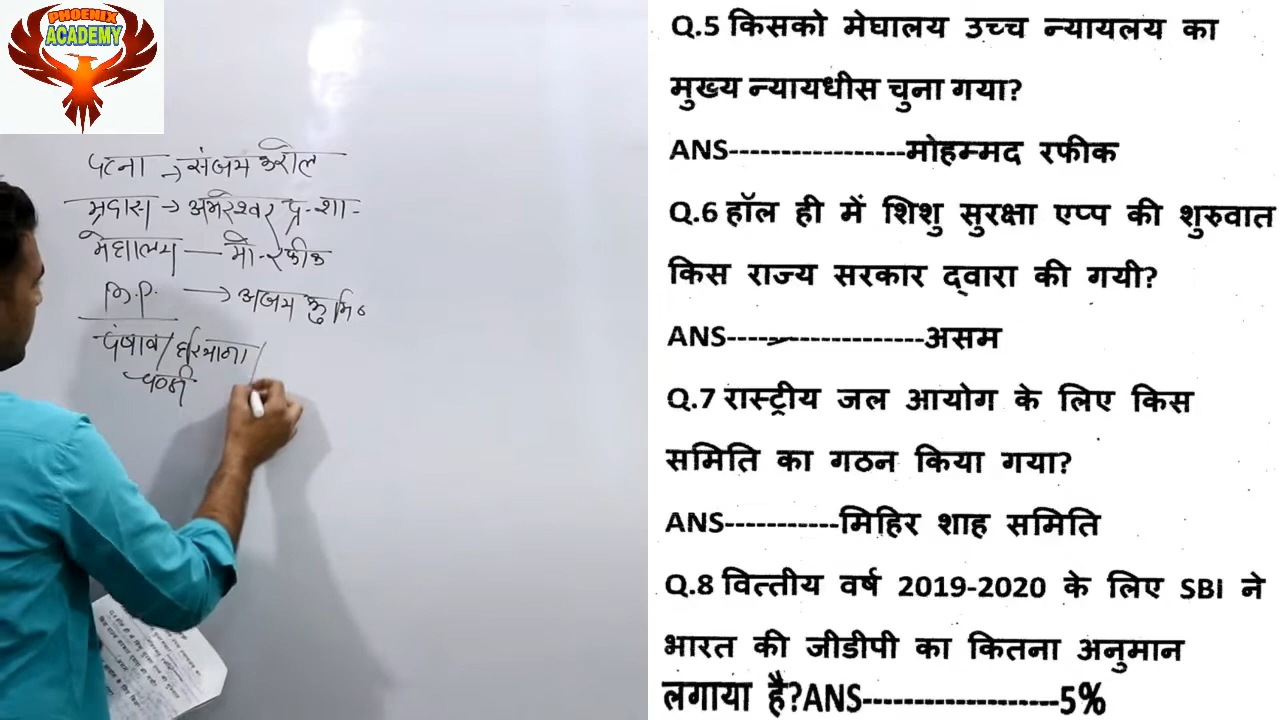 PHOENIX
ACADEMY
पटना → संजय करोल
मद्रास → अमरेश्वर प्र-शा-
मेघालय — मो-रफीक
M.P. → अजय कु मि०
पंजाब/हरियाणा/
चण्डी
Q.5 किसको मेघालय उच्च न्यायलय का
मुख्य न्यायधीस चुना गया?
ANS-----------------मोहम्मद रफीक
Q.6 हॉल ही में शिशु सुरक्षा एप्प की शुरुवात
किस राज्य सरकार द्वारा की गयी?
ANS-------------------असम
Q.7 रास्ट्रीय जल आयोग के लिए किस
समिति का गठन किया गया?
ANS-----------मिहिर शाह समिति
Q.8 वित्तीय वर्ष 2019-2020 के लिए SBI ने
भारत की जीडीपी का कितना अनुमान
लगाया है?ANS-------------------5%